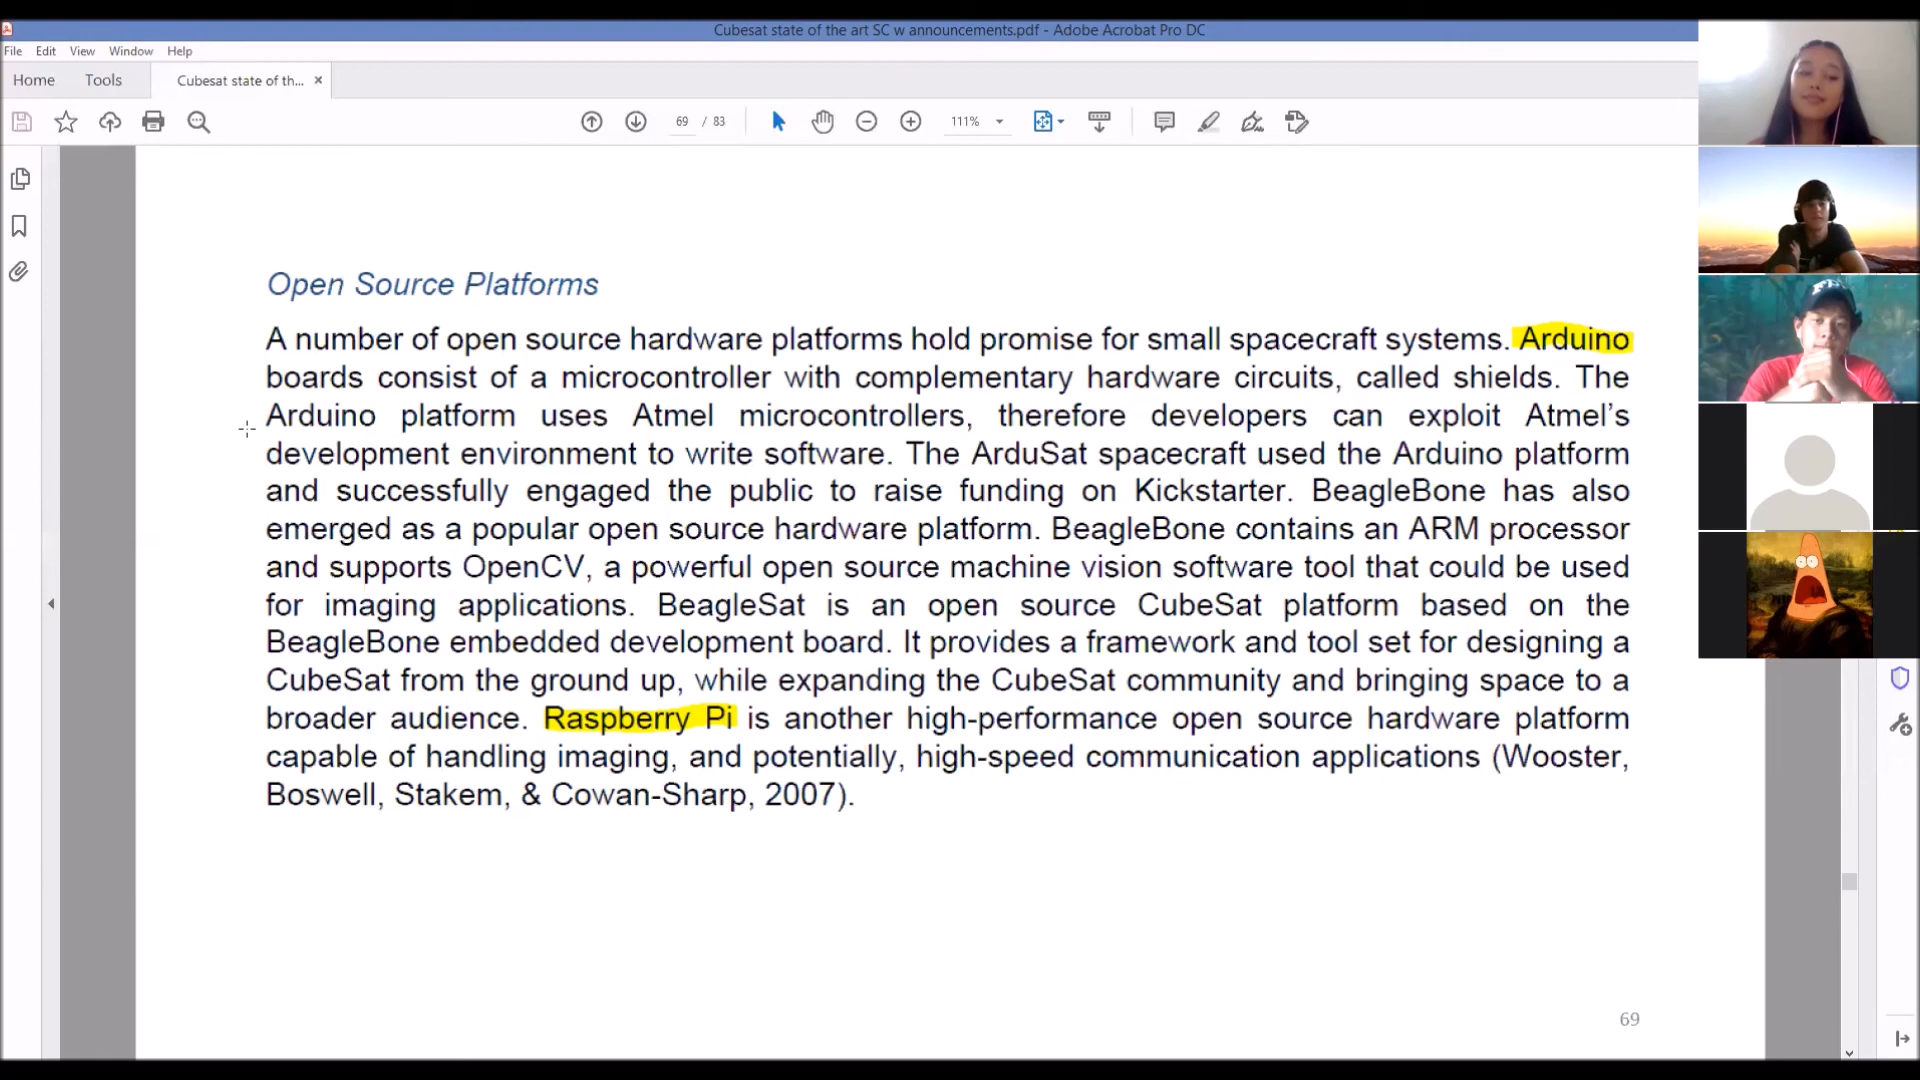 Cubesat state of the art SC w announcements.pdf - Adobe Acrobat Pro DC
File Edit View Window Help
Home Tools Cubesat state of th... ×
69 / 83 111%
Open Source Platforms
A number of open source hardware platforms hold promise for small spacecraft systems. Arduino
boards consist of a microcontroller with complementary hardware circuits, called shields. The
Arduino platform uses Atmel microcontrollers, therefore developers can exploit Atmel’s
development environment to write software. The ArduSat spacecraft used the Arduino platform
and successfully engaged the public to raise funding on Kickstarter. BeagleBone has also
emerged as a popular open source hardware platform. BeagleBone contains an ARM processor
and supports OpenCV, a powerful open source machine vision software tool that could be used
for imaging applications. BeagleSat is an open source CubeSat platform based on the
BeagleBone embedded development board. It provides a framework and tool set for designing a
CubeSat from the ground up, while expanding the CubeSat community and bringing space to a
broader audience. Raspberry Pi is another high-performance open source hardware platform
capable of handling imaging, and potentially, high-speed communication applications (Wooster,
Boswell, Stakem, & Cowan-Sharp, 2007).
69